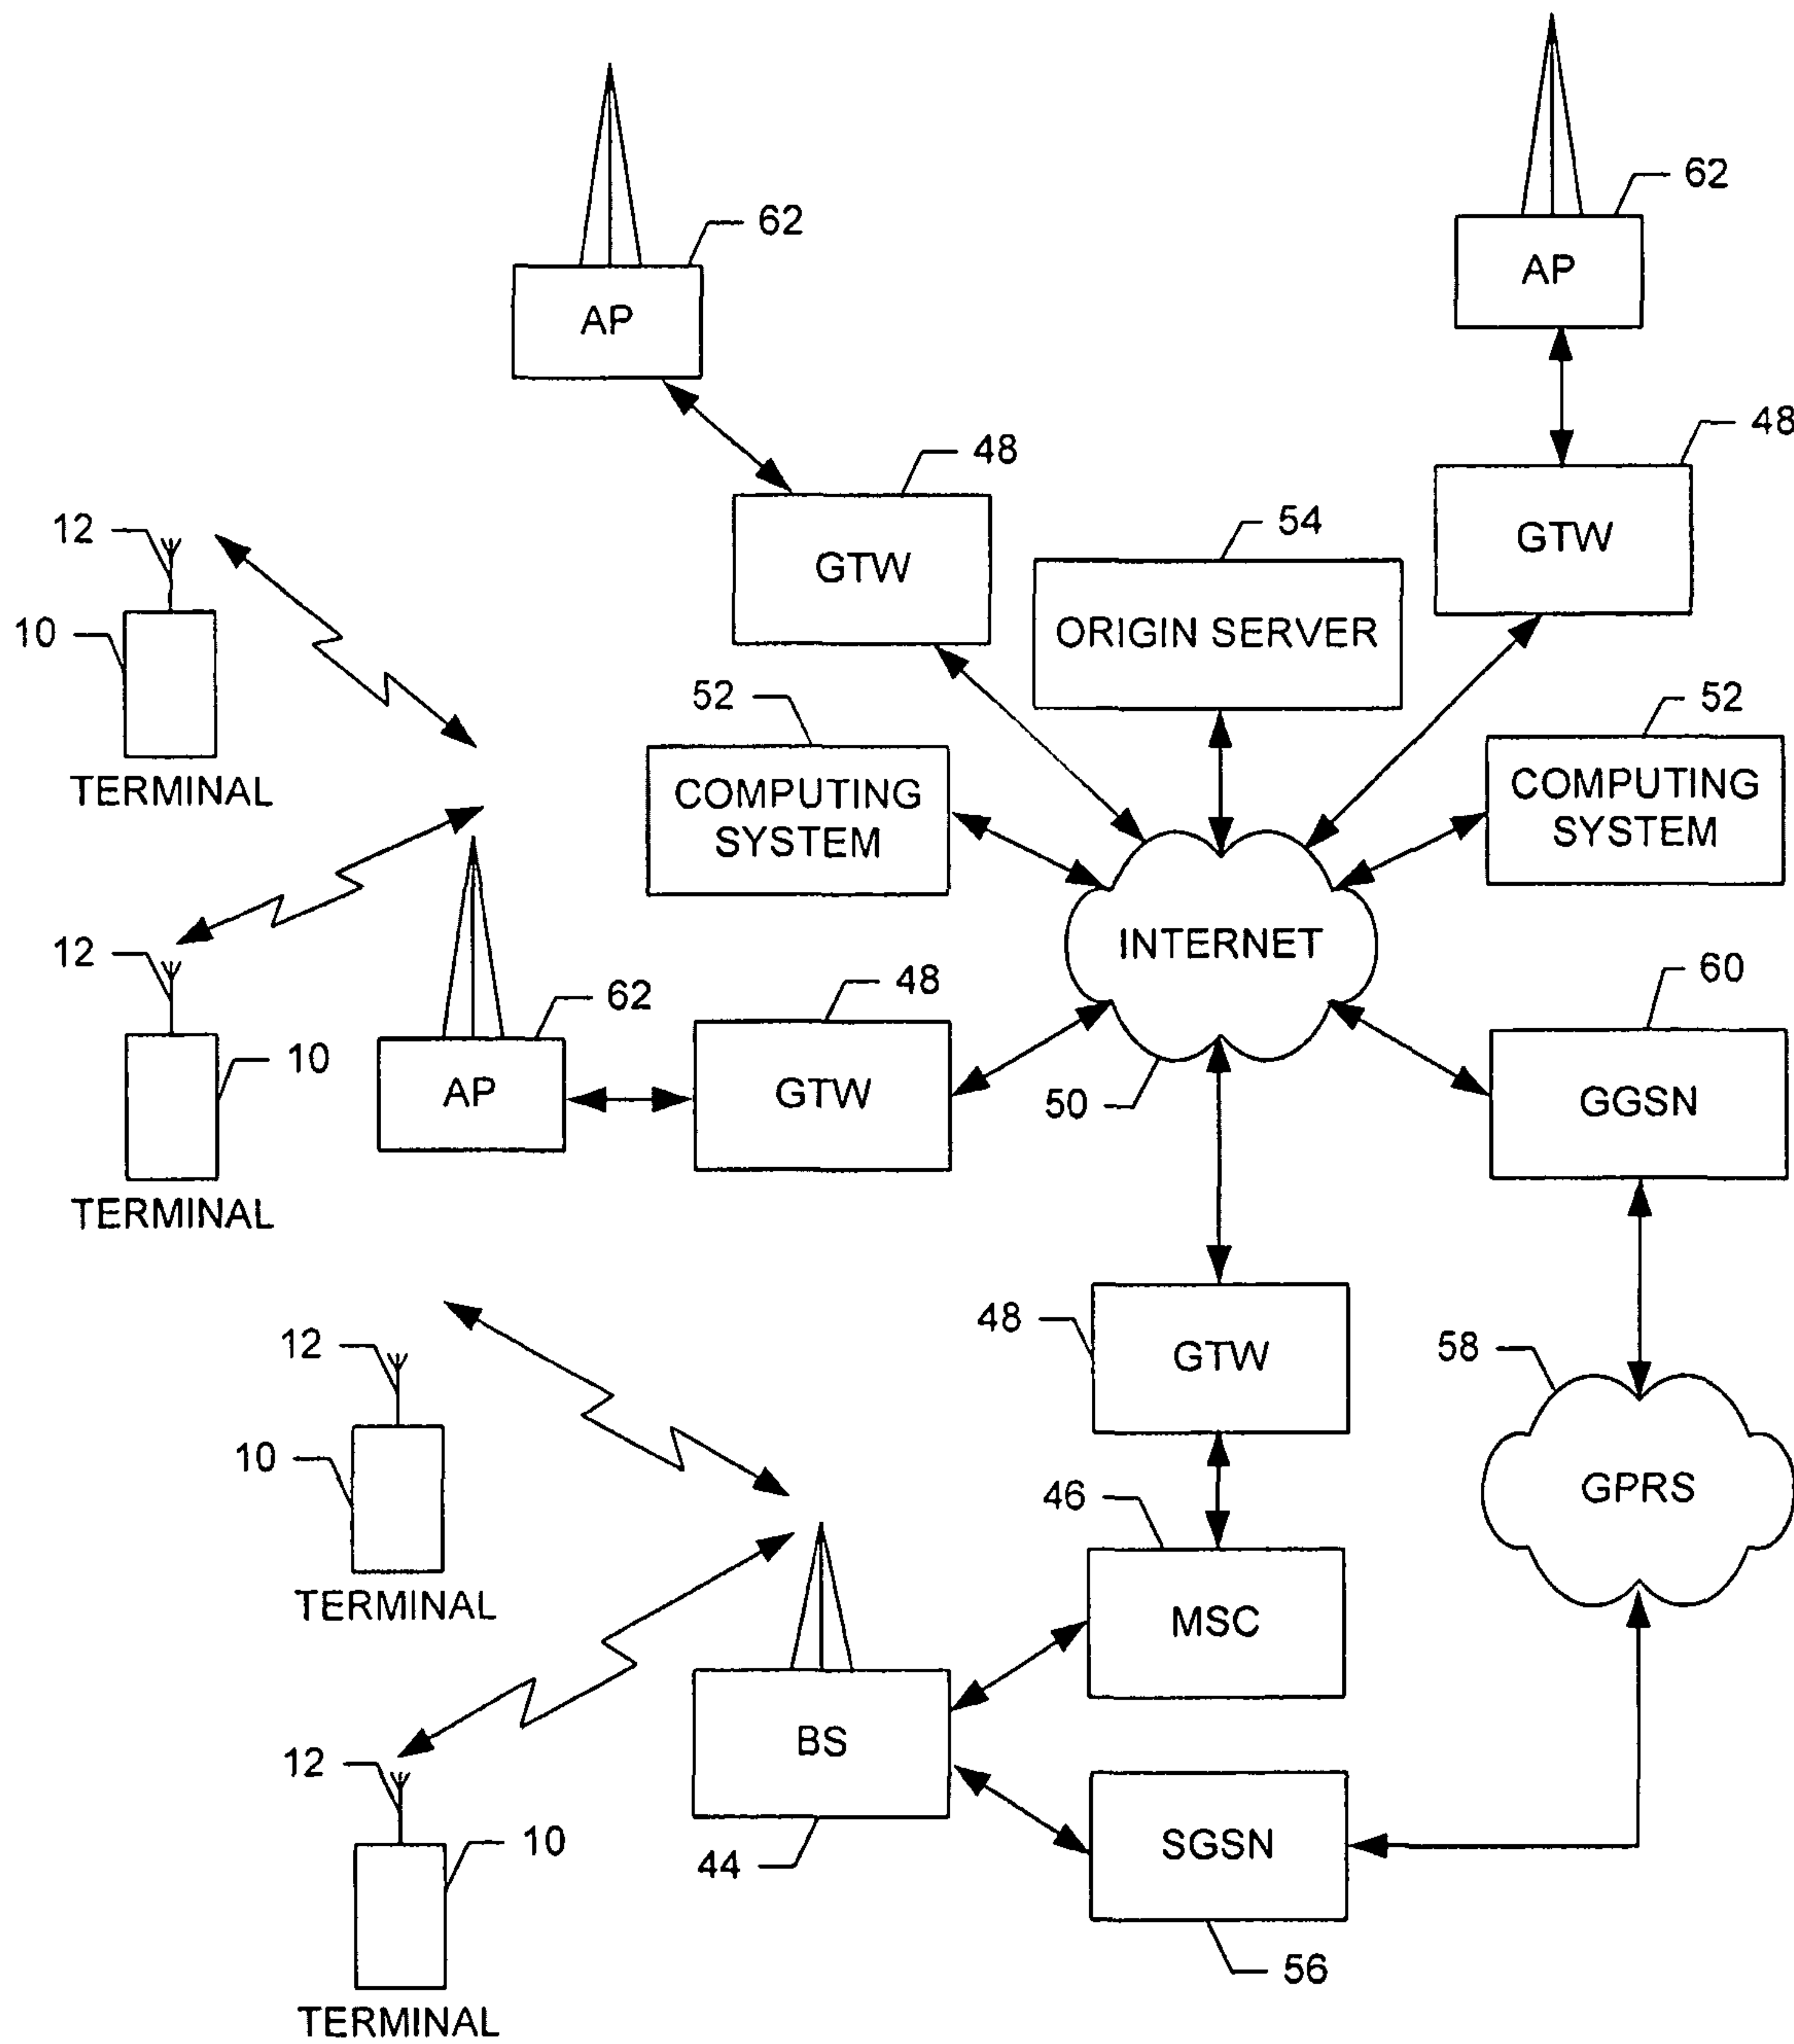 62
AP
62
AP
48
GTW
48
GTW
54
ORIGIN SERVER
12
10
TERMINAL
52
COMPUTING
SYSTEM
52
COMPUTING
SYSTEM
INTERNET
50
12
10
TERMINAL
62
AP
48
GTW
60
GGSN
48
GTW
58
GPRS
12
10
TERMINAL
46
MSC
BS
44
SGSN
56
12
10
TERMINAL